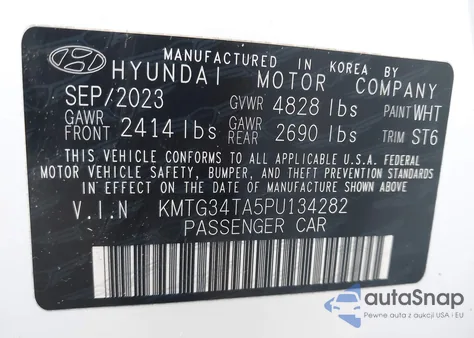 MANUFACTURED IN KOREA BY
HYUNDAI MOTOR COMPANY
SEP/2023 GVWR 4828 lbs PAINT WHT
GAWR FRONT 2414 lbs GAWR REAR 2690 lbs TRIM ST6
THIS VEHICLE CONFORMS TO ALL APPLICABLE U.S.A. FEDERAL
MOTOR VEHICLE SAFETY, BUMPER, AND THEFT PREVENTION STANDARDS
IN EFFECT ON THE DATE OF MANUFACTURE SHOWN ABOVE.
V.I.N KMTG34TA5PU134282
PASSENGER CAR
autoSnap
Pewne auta z aukcji USA i EU